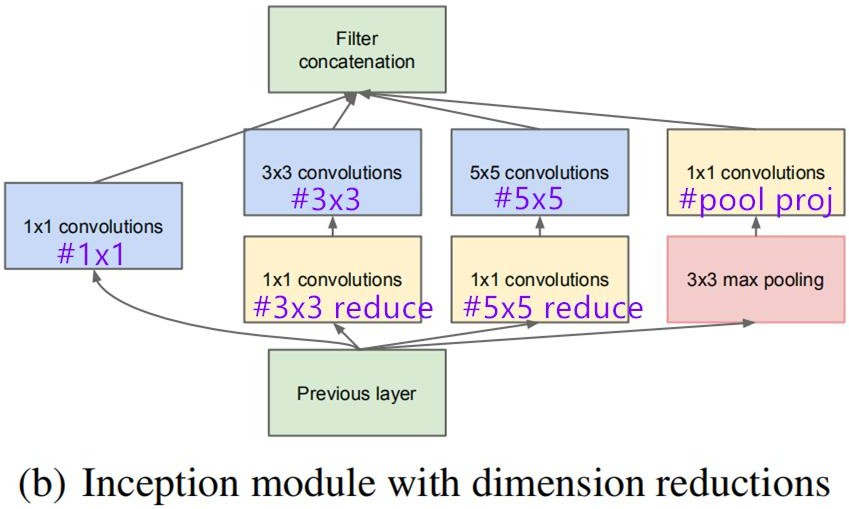 Filter
concatenation
3x3 convolutions
#3x3
5x5 convolutions
#5x5
1x1 convolutions
#pool proj
1x1 convolutions
#1x1
1x1 convolutions
#3x3 reduce
1x1 convolutions
#5x5 reduce
3x3 max pooling
Previous layer
(b) Inception module with dimension reductions